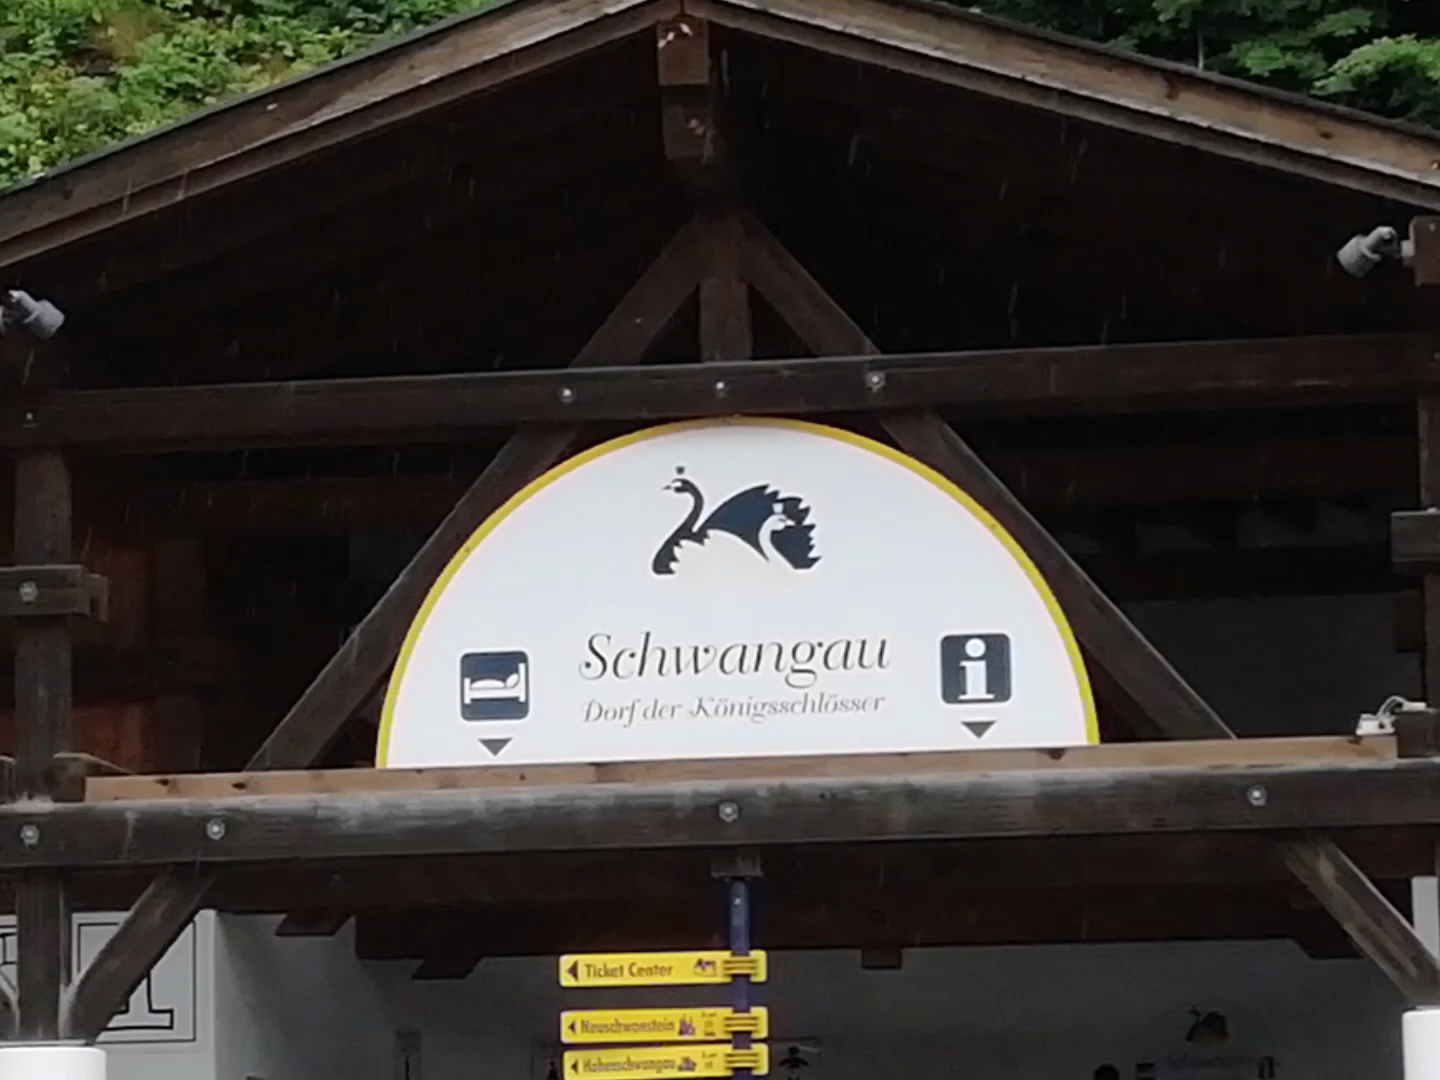 Schwangau
Dorf der Königsschlösser
Ticket Center
Neuschwanstein
Hohenschwangau